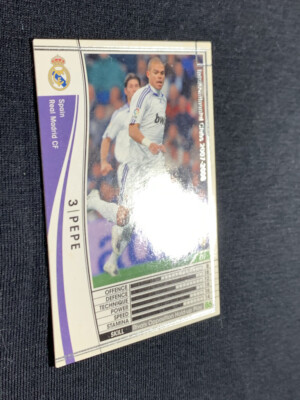 Spain
Real Madrid CF
3 | PEPE
OFFENCE
DEFENCE
TECHNIQUE
POWER
SPEED
STAMINA
SKILL
bwin